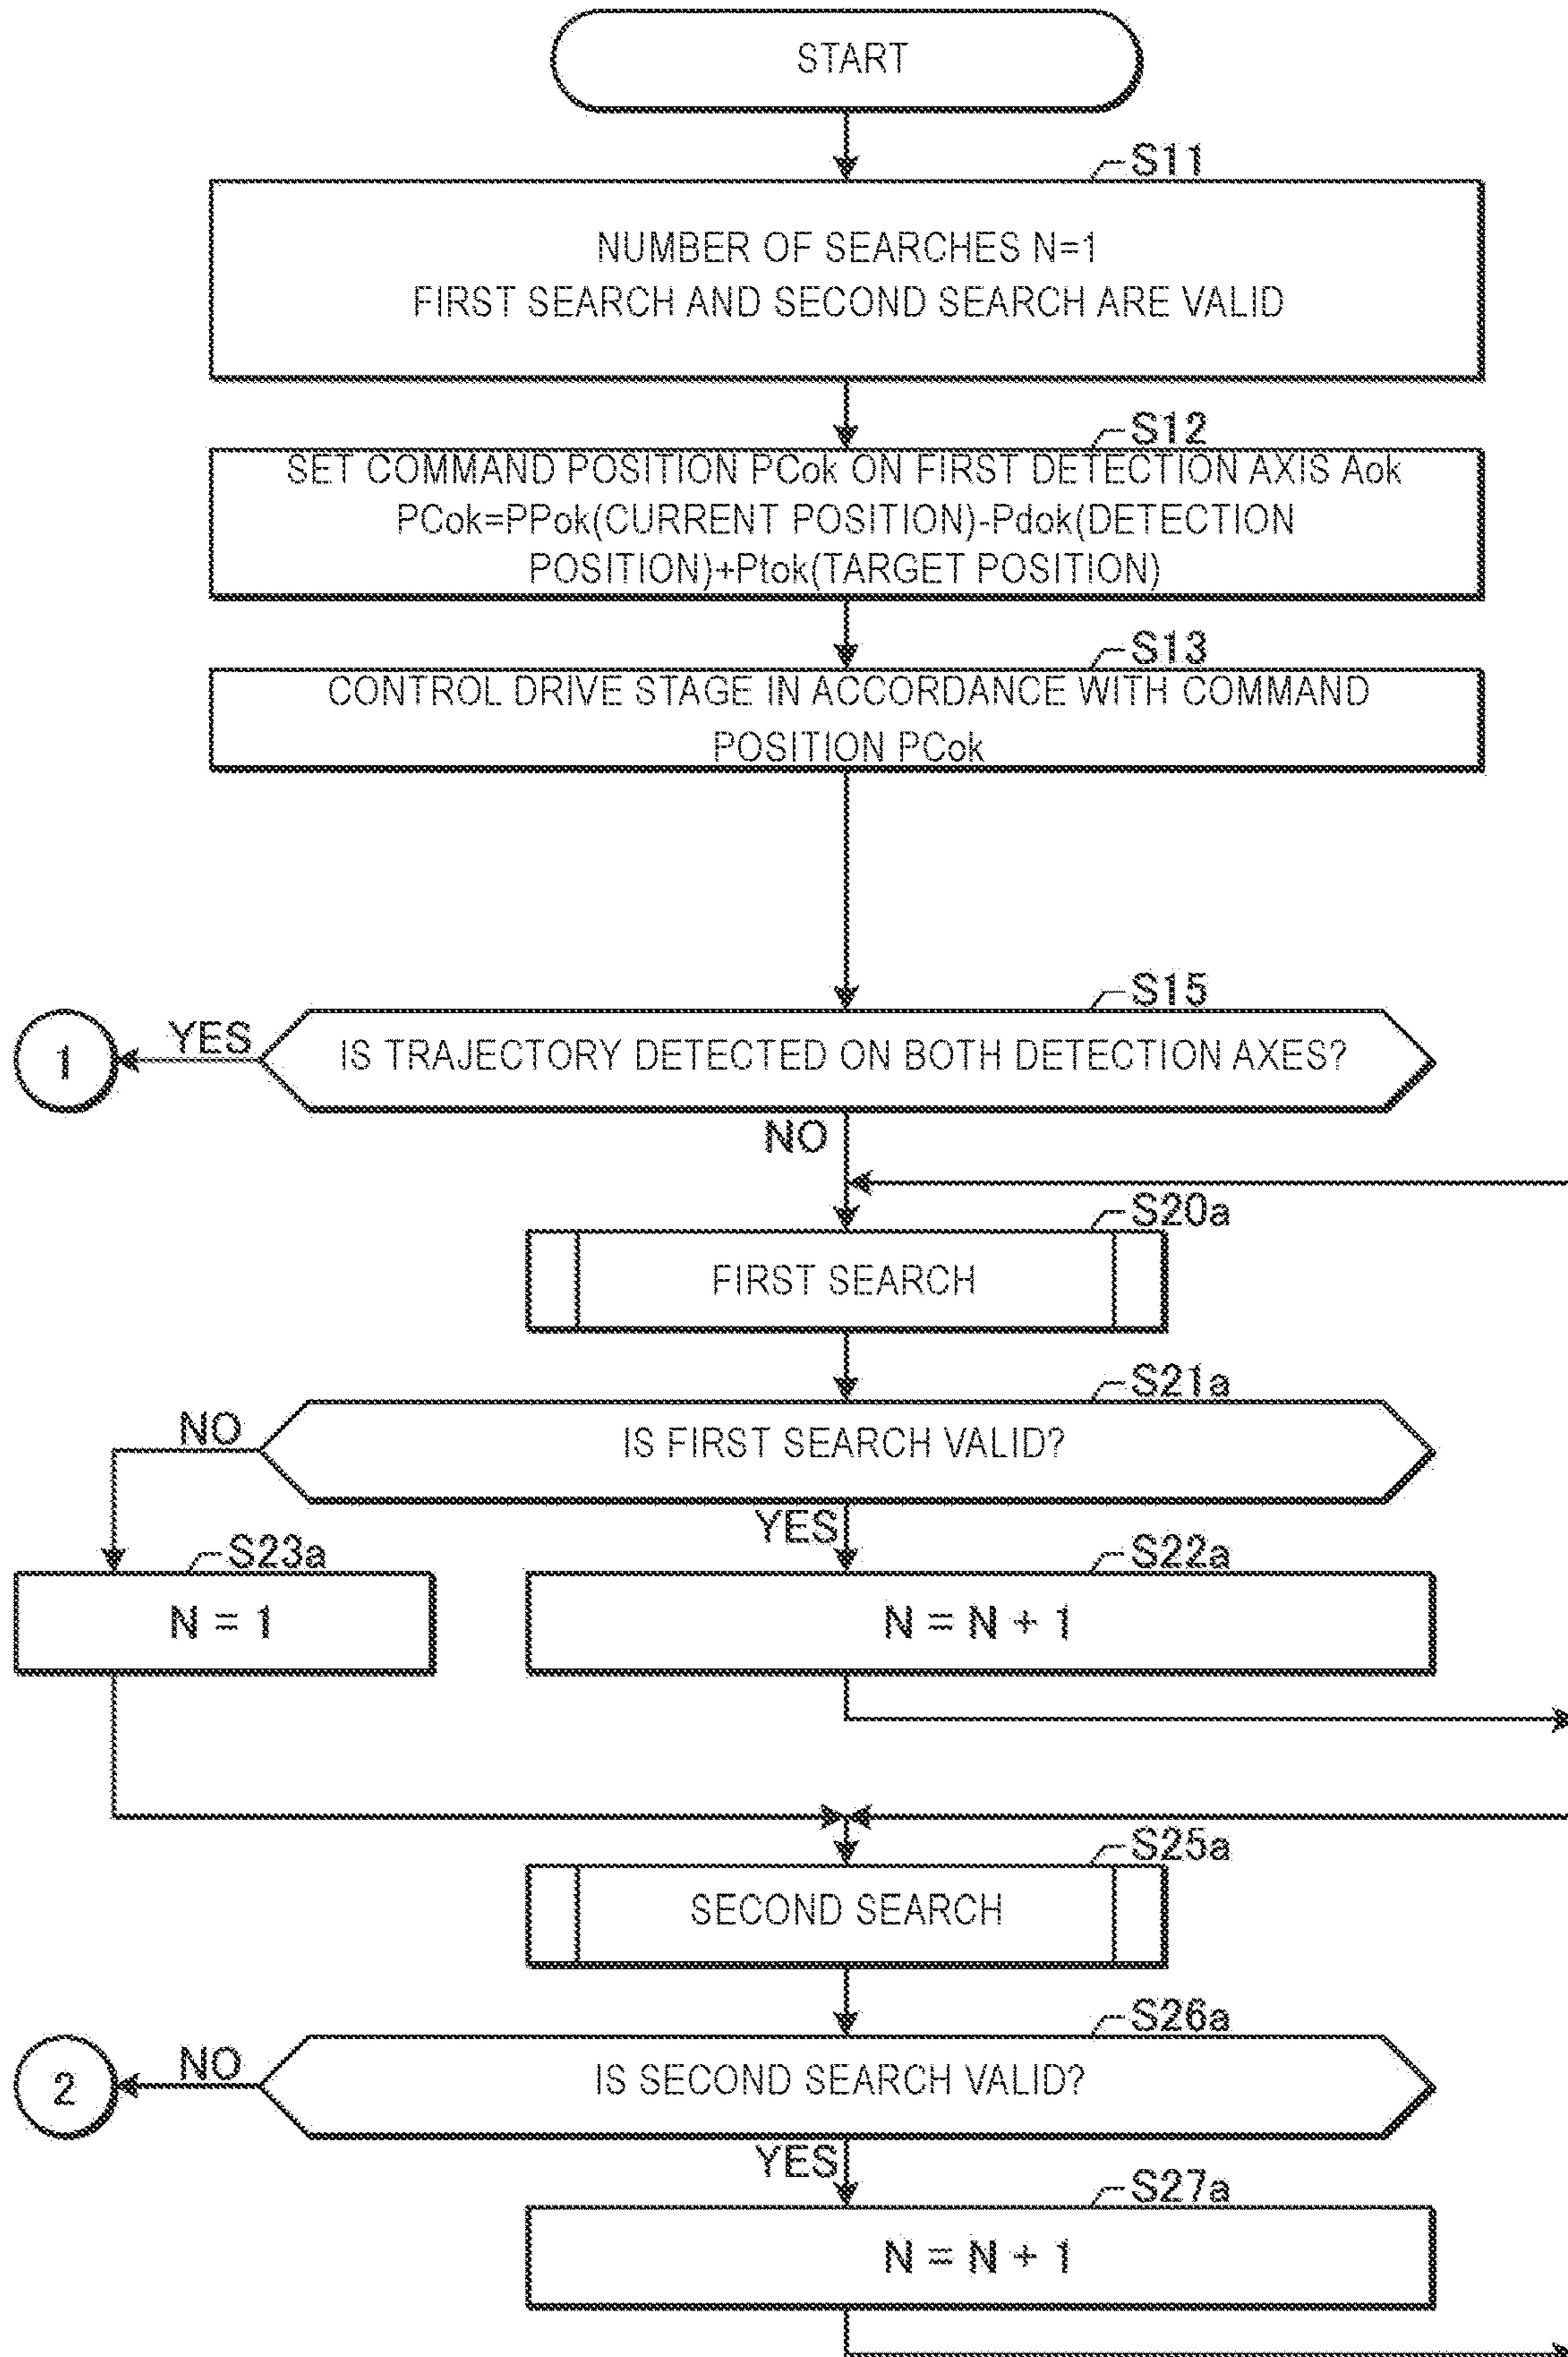 START
S11
NUMBER OF SEARCHES N=1
FIRST SEARCH AND SECOND SEARCH ARE VALID
S12
SET COMMAND POSITION PCok ON FIRST DETECTION AXIS Aok
PCok=PPok(CURRENT POSITION)-Pdok(DETECTION
POSITION)+Ptok(TARGET POSITION)
S13
CONTROL DRIVE STAGE IN ACCORDANCE WITH COMMAND
POSITION PCok
S15
1
YES
IS TRAJECTORY DETECTED ON BOTH DETECTION AXES?
NO
S20a
FIRST SEARCH
S21a
NO
IS FIRST SEARCH VALID?
YES
S23a
S22a
N = 1
N = N + 1
S25a
SECOND SEARCH
S26a
2
NO
IS SECOND SEARCH VALID?
YES
S27a
N = N + 1